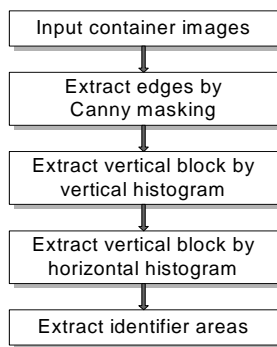 Input container images
Extract edges by
Canny masking
Extract vertical block by
vertical histogram
Extract vertical block by
horizontal histogram
Extract identifier areas